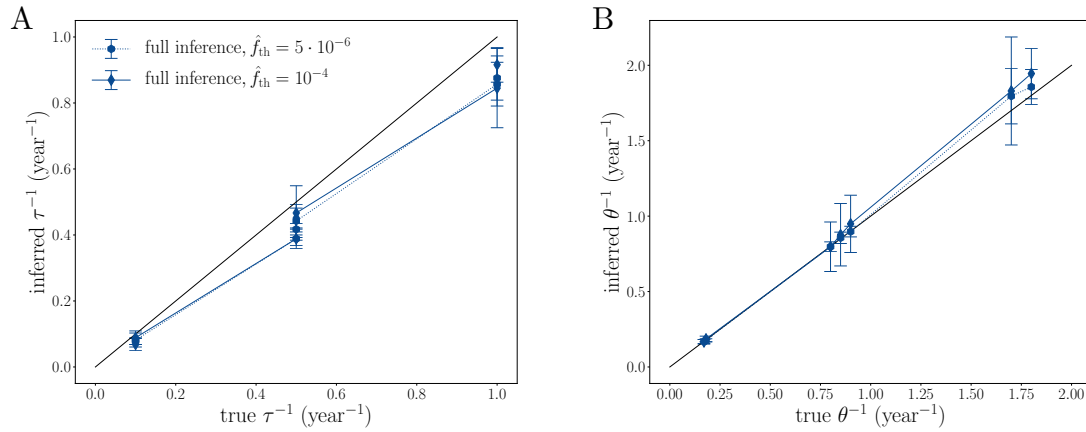 A
full inference, f̂_th = 5 · 10⁻⁶
full inference, f̂_th = 10⁻⁴
inferred τ⁻¹ (year⁻¹)
1.0
0.8
0.6
0.4
0.2
0.0
0.0 0.2 0.4 0.6 0.8 1.0
true τ⁻¹ (year⁻¹)
B
inferred θ⁻¹ (year⁻¹)
2.0
1.5
1.0
0.5
0.0
0.00 0.25 0.50 0.75 1.00 1.25 1.50 1.75 2.00
true θ⁻¹ (year⁻¹)